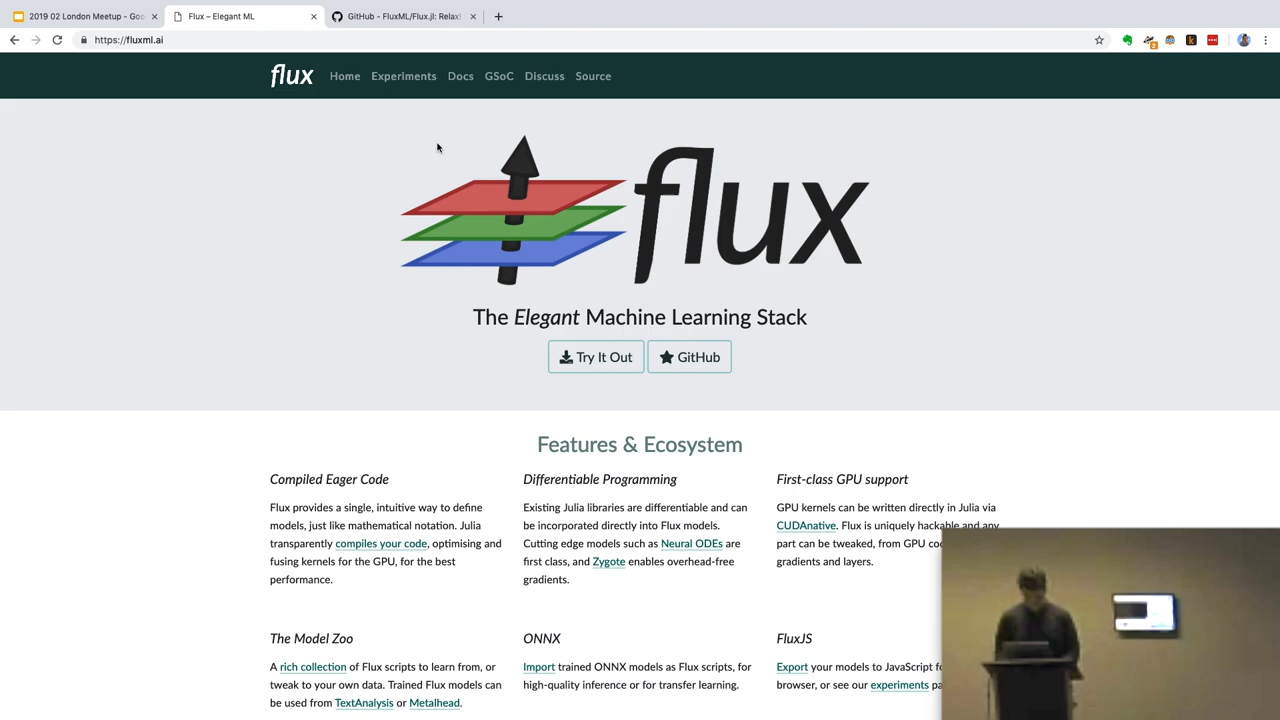 2019 02 London Meetup - Goo
Flux – Elegant ML
GitHub - FluxML/Flux.jl: Relax!
https://fluxml.ai
2
flux
Home
Experiments
Docs
GSoC
Discuss
Source
flux
The Elegant Machine Learning Stack
Try It Out
GitHub
Features & Ecosystem
Compiled Eager Code
Flux provides a single, intuitive way to define
models, just like mathematical notation. Julia
transparently compiles your code, optimising and
fusing kernels for the GPU, for the best
performance.
Differentiable Programming
Existing Julia libraries are differentiable and can
be incorporated directly into Flux models.
Cutting edge models such as Neural ODEs are
first class, and Zygote enables overhead-free
gradients.
First-class GPU support
GPU kernels can be written directly in Julia via
CUDAnative. Flux is uniquely hackable and any
part can be tweaked, from GPU
gradients and layers.
The Model Zoo
A rich collection of Flux scripts to learn from, or
tweak to your own data. Trained Flux models can
be used from TextAnalysis or Metalhead.
ONNX
Import trained ONNX models as Flux scripts, for
high-quality inference or for transfer learning.
FluxJS
Export your models to JavaScript
browser, or see our experiments